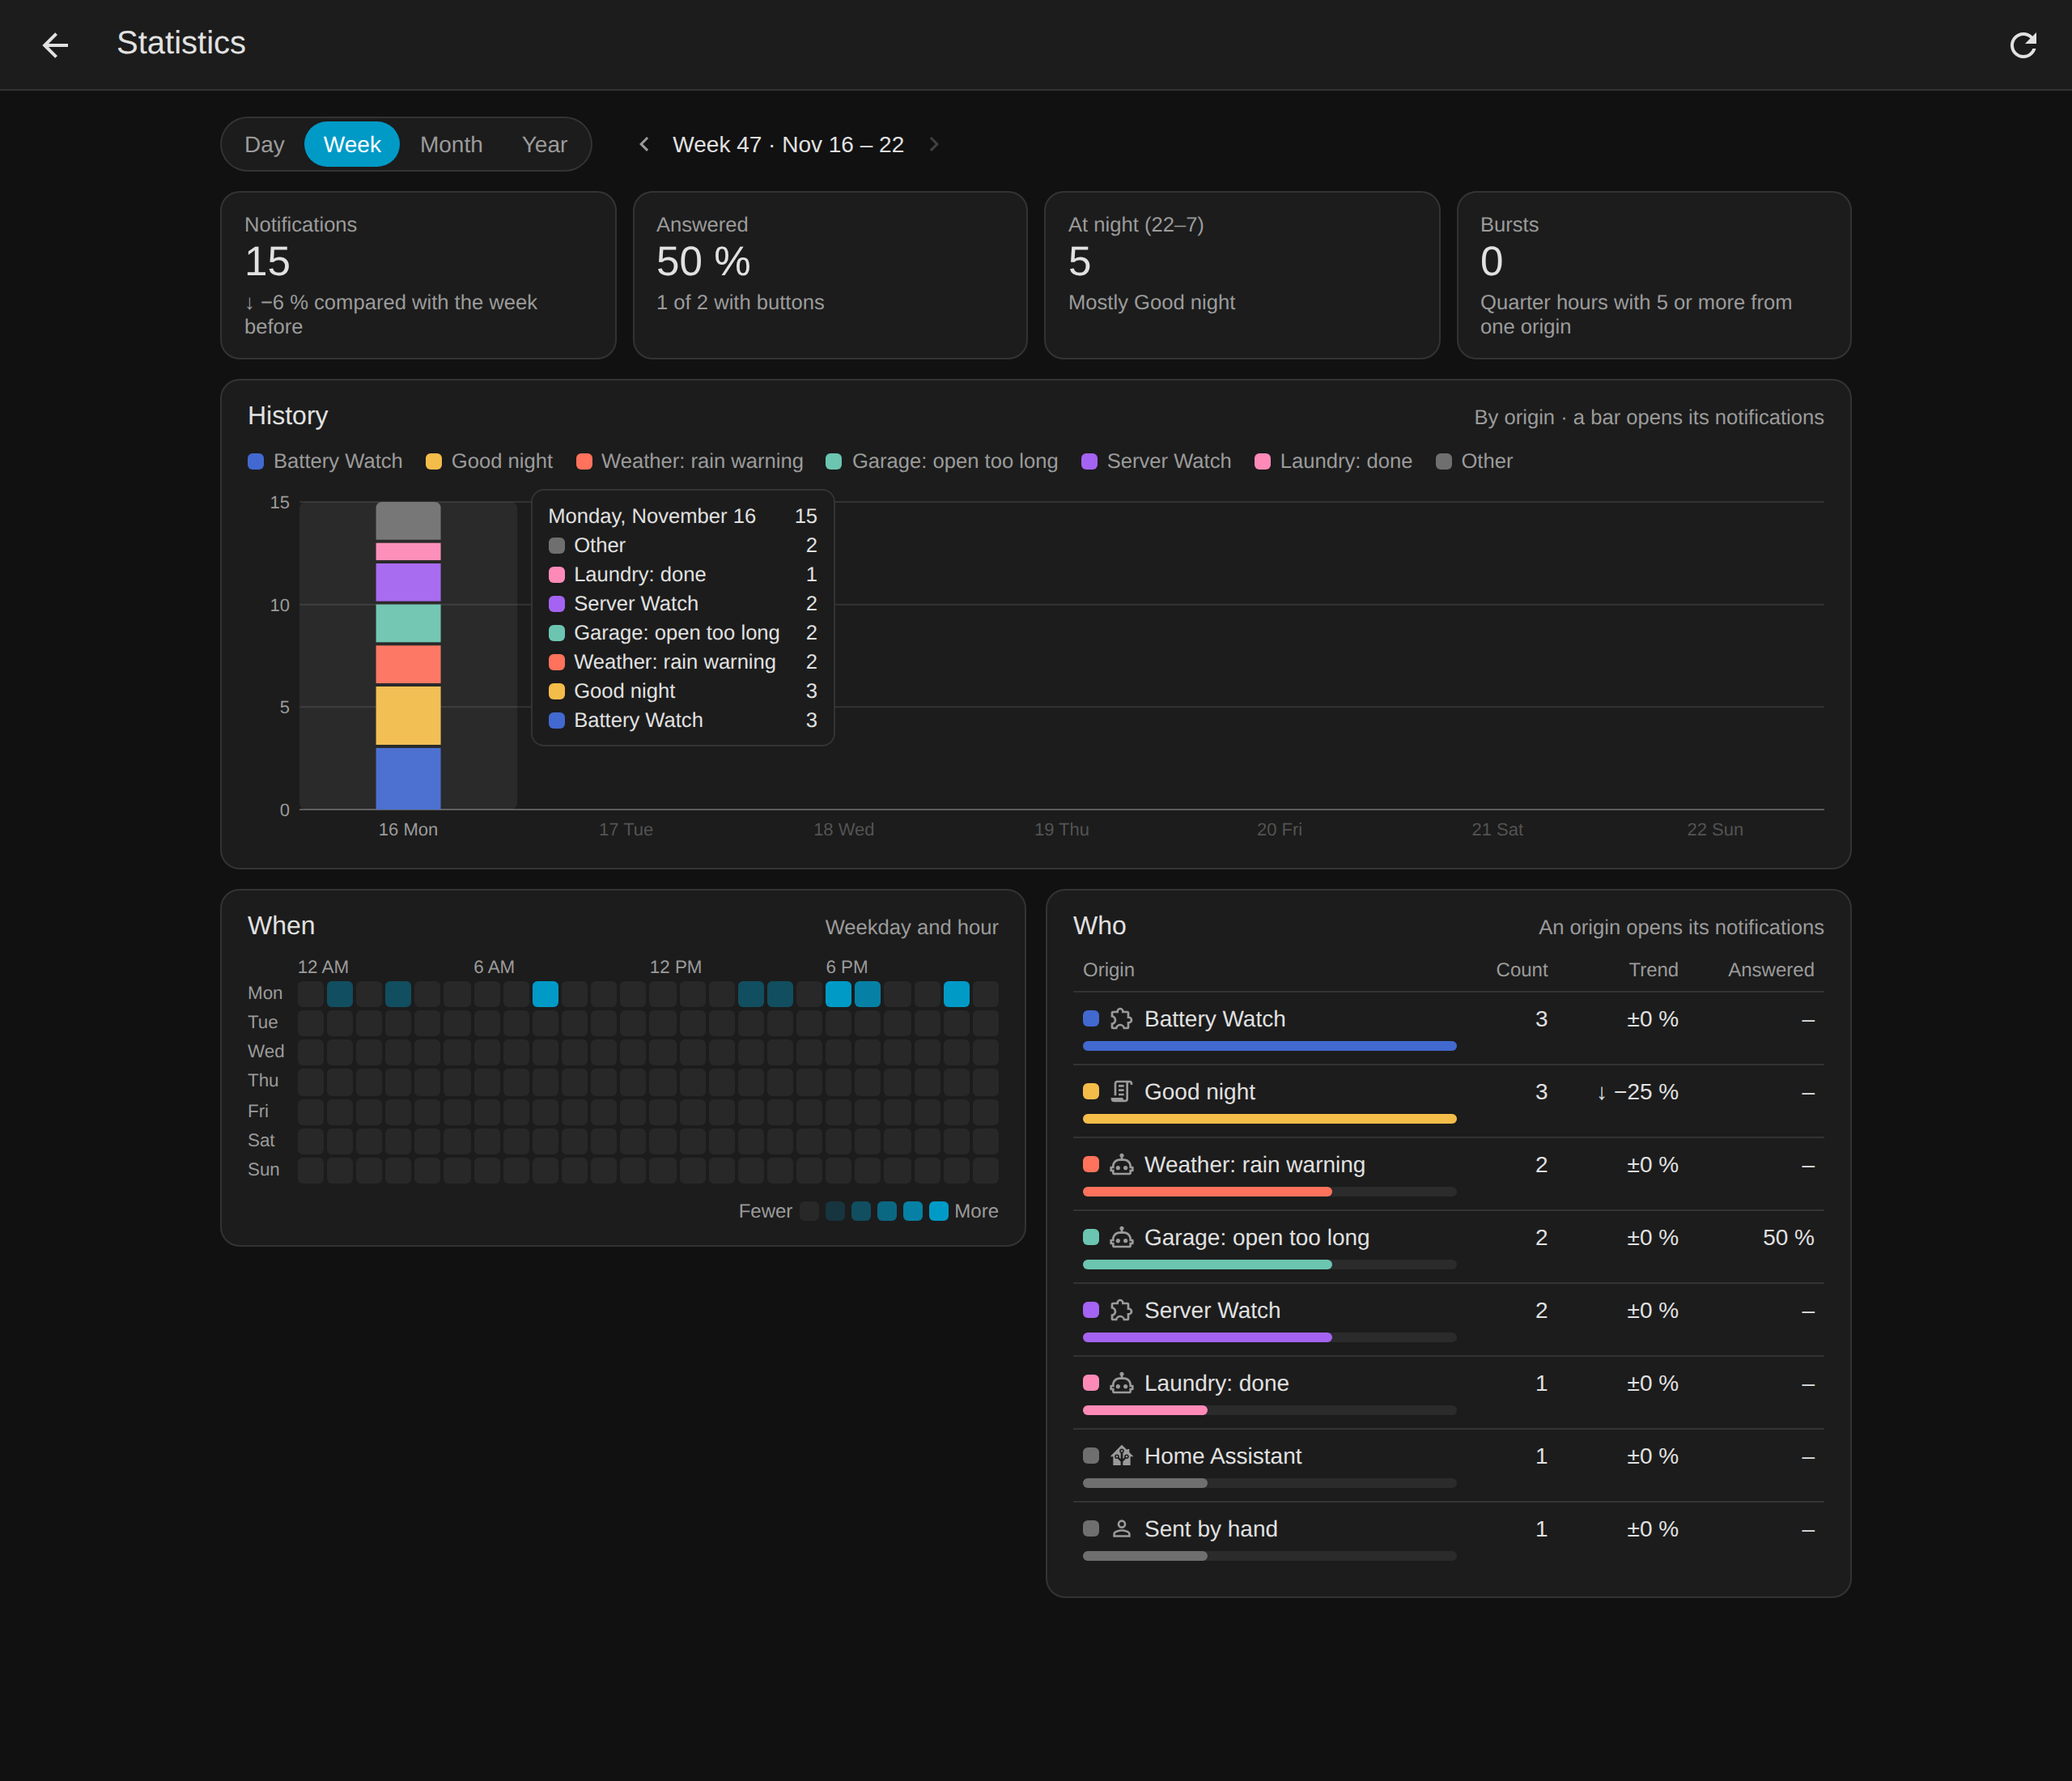 Statistics
Day Week Month Year
Week 47 · Nov 16 – 22
Notifications
15
↓ −6 % compared with the week
before
Answered
50 %
1 of 2 with buttons
At night (22–7)
5
Mostly Good night
Bursts
0
Quarter hours with 5 or more from
one origin
History
By origin · a bar opens its notifications
Battery Watch Good night Weather: rain warning Garage: open too long Server Watch Laundry: done Other
15
10
5
0
Monday, November 16 15
Other 2
Laundry: done 1
Server Watch 2
Garage: open too long 2
Weather: rain warning 2
Good night 3
Battery Watch 3
16 Mon 17 Tue 18 Wed 19 Thu 20 Fri 21 Sat 22 Sun
When
Weekday and hour
12 AM 6 AM 12 PM 6 PM
Mon
Tue
Wed
Thu
Fri
Sat
Sun
Fewer More
Who
An origin opens its notifications
Origin Count Trend Answered
Battery Watch 3 ±0 % –
Good night 3 ↓ −25 % –
Weather: rain warning 2 ±0 % –
Garage: open too long 2 ±0 % 50 %
Server Watch 2 ±0 % –
Laundry: done 1 ±0 % –
Home Assistant 1 ±0 % –
Sent by hand 1 ±0 % –